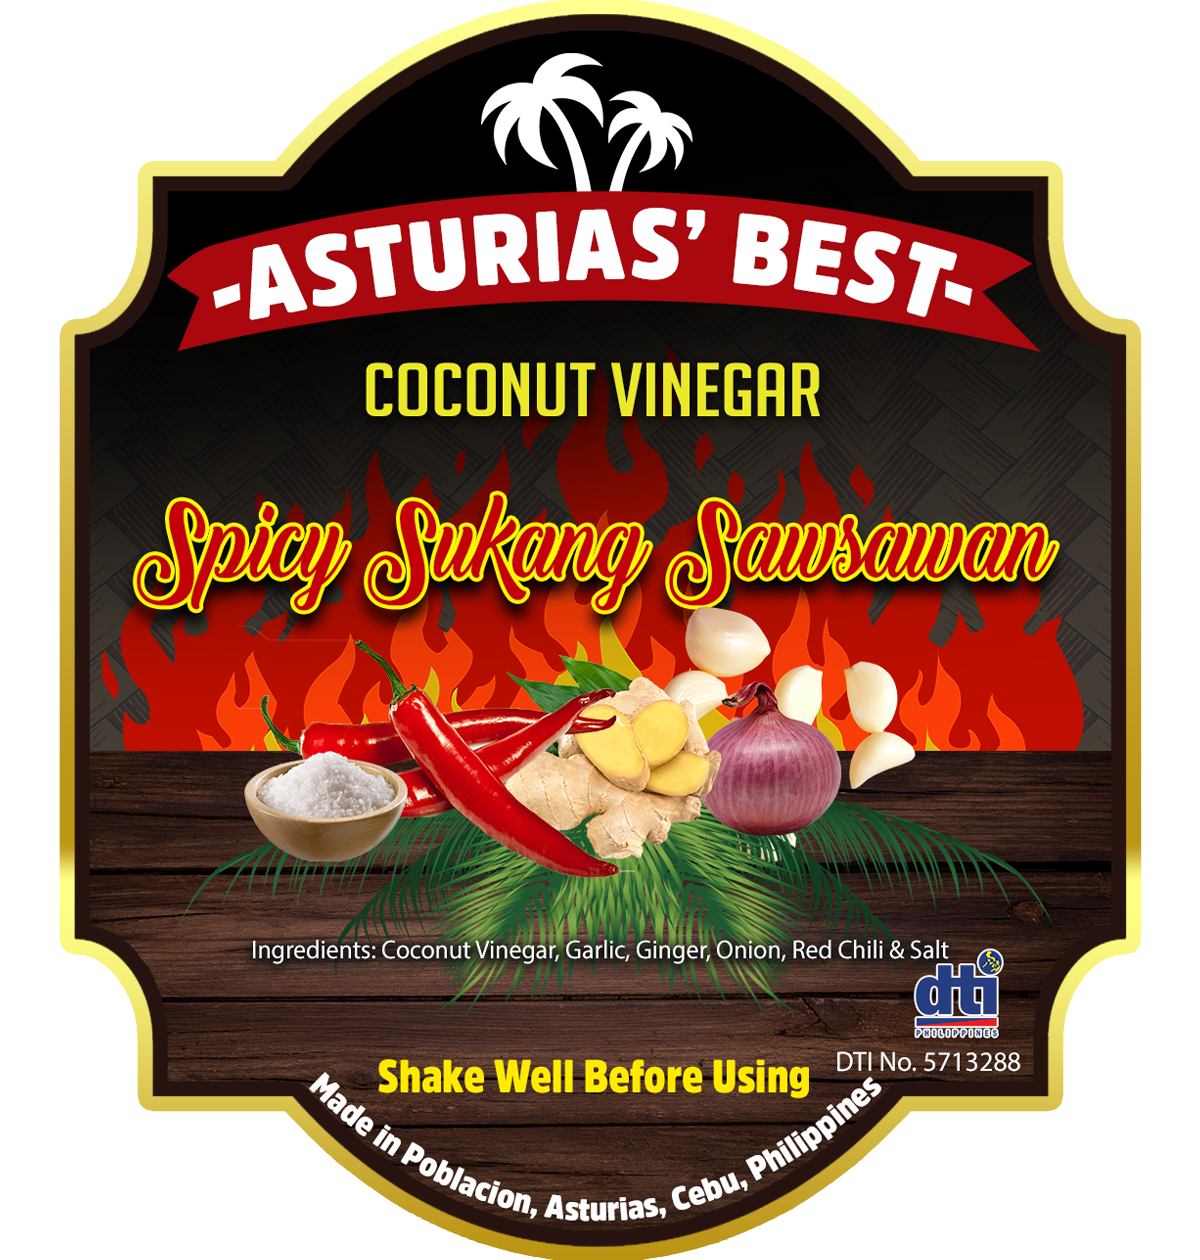 -ASTURIAS' BEST-
COCONUT VINEGAR
Spicy Sukang Sawsawan
Ingredients: Coconut Vinegar, Garlic, Ginger, Onion, Red Chili & Salt
dti
PHILIPPINES
DTI No. 5713288
Shake Well Before Using
Made in Poblacion, Asturias, Cebu, Philippines